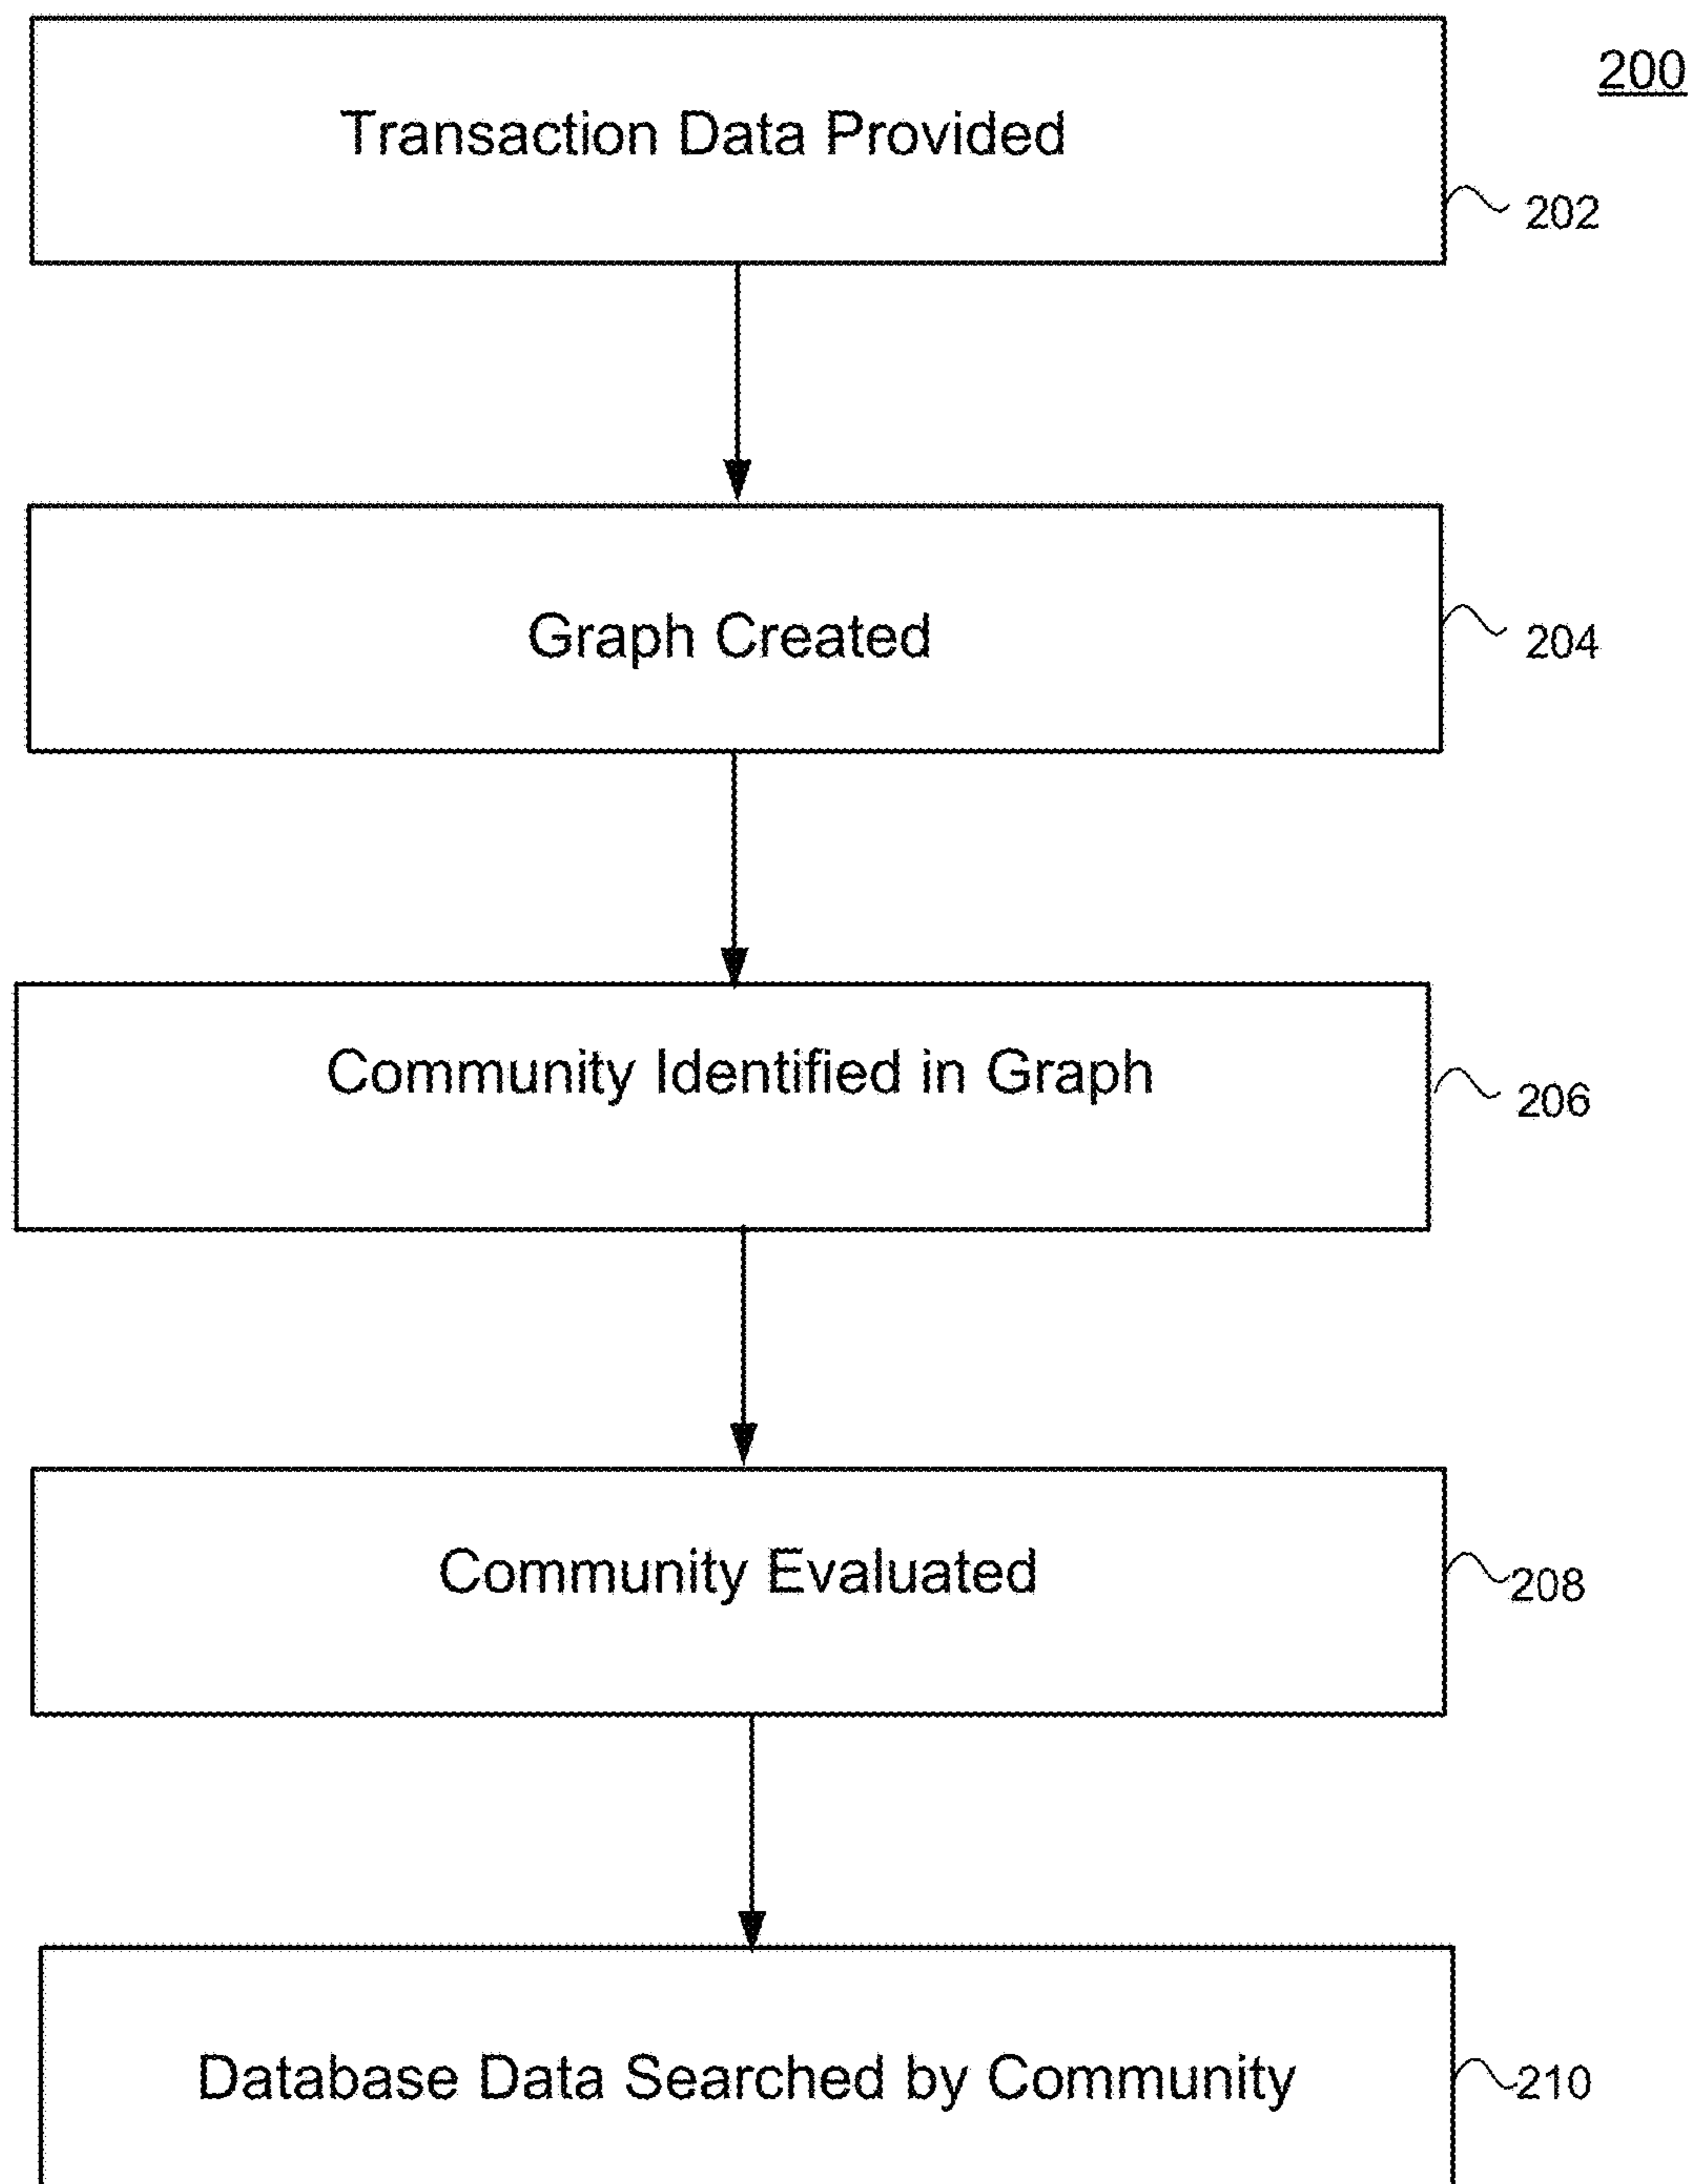 200
Transaction Data Provided
202
Graph Created
204
Community Identified in Graph
206
Community Evaluated
208
Database Data Searched by Community
210